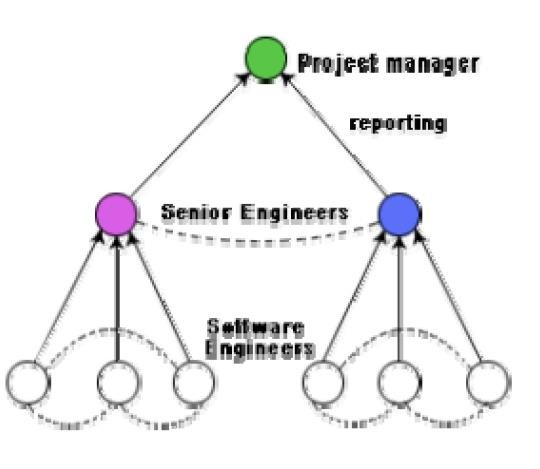 Project manager
reporting
Senior Engineers
Software
Engineers